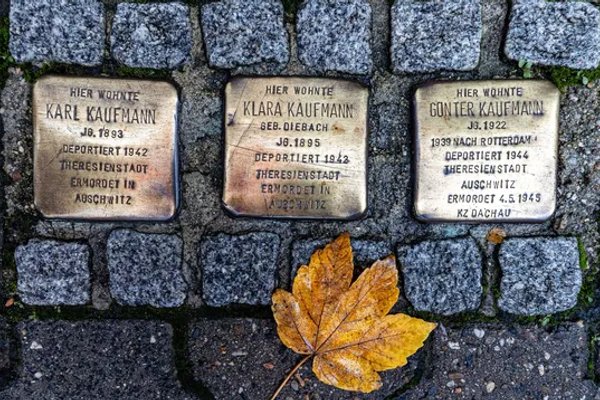 HIER WOHNTE
KARL KAUFMANN
JG. 1893
DEPORTIERT 1942
THERESIENSTADT
ERMORDET IN
AUSCHWITZ
HIER WOHNTE
KLARA KAUFMANN
GEB. DIEBACH
JG. 1895
DEPORTIERT 1942
THERESIENSTADT
ERMORDET IN
AUSCHWITZ
HIER WOHNTE
GÜNTER KAUFMANN
JG. 1922
1939 NACH ROTTERDAM
DEPORTIERT 1944
THERESIENSTADT
AUSCHWITZ
ERMORDET 4.5.1945
KZ DACHAU